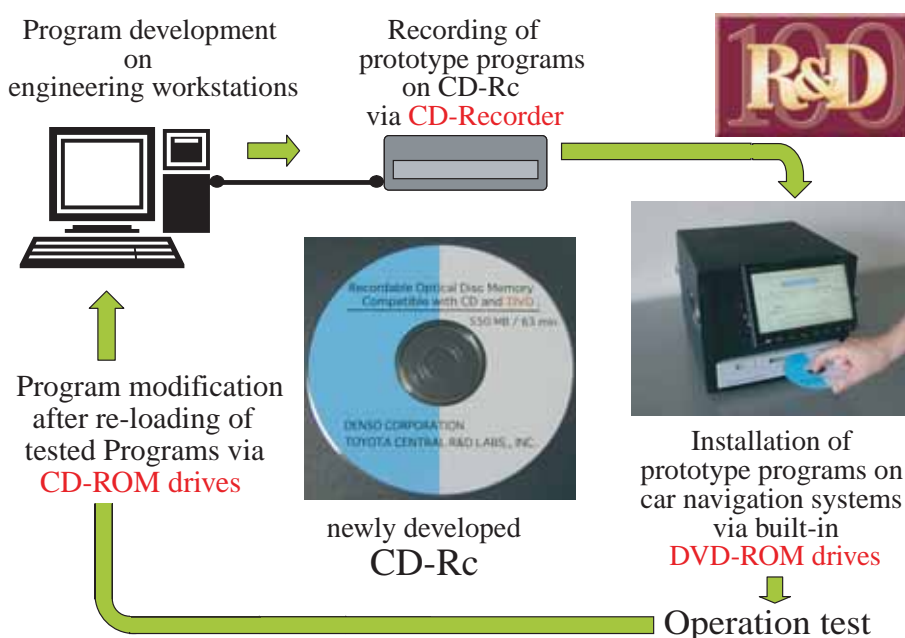 Program development
on
engineering workstations
Recording of
prototype programs
on CD-Rc
via CD-Recorder
100
R&D
Recordable Optical Disc Memory
Compatible with CD and DVD
550 MB / 63 min
DENSO CORPORATION
TOYOTA CENTRAL R&D LABS., INC.
newly developed
CD-Rc
Installation of
prototype programs on
car navigation systems
via built-in
DVD-ROM drives
Operation test
Program modification
after re-loading of
tested Programs via
CD-ROM drives